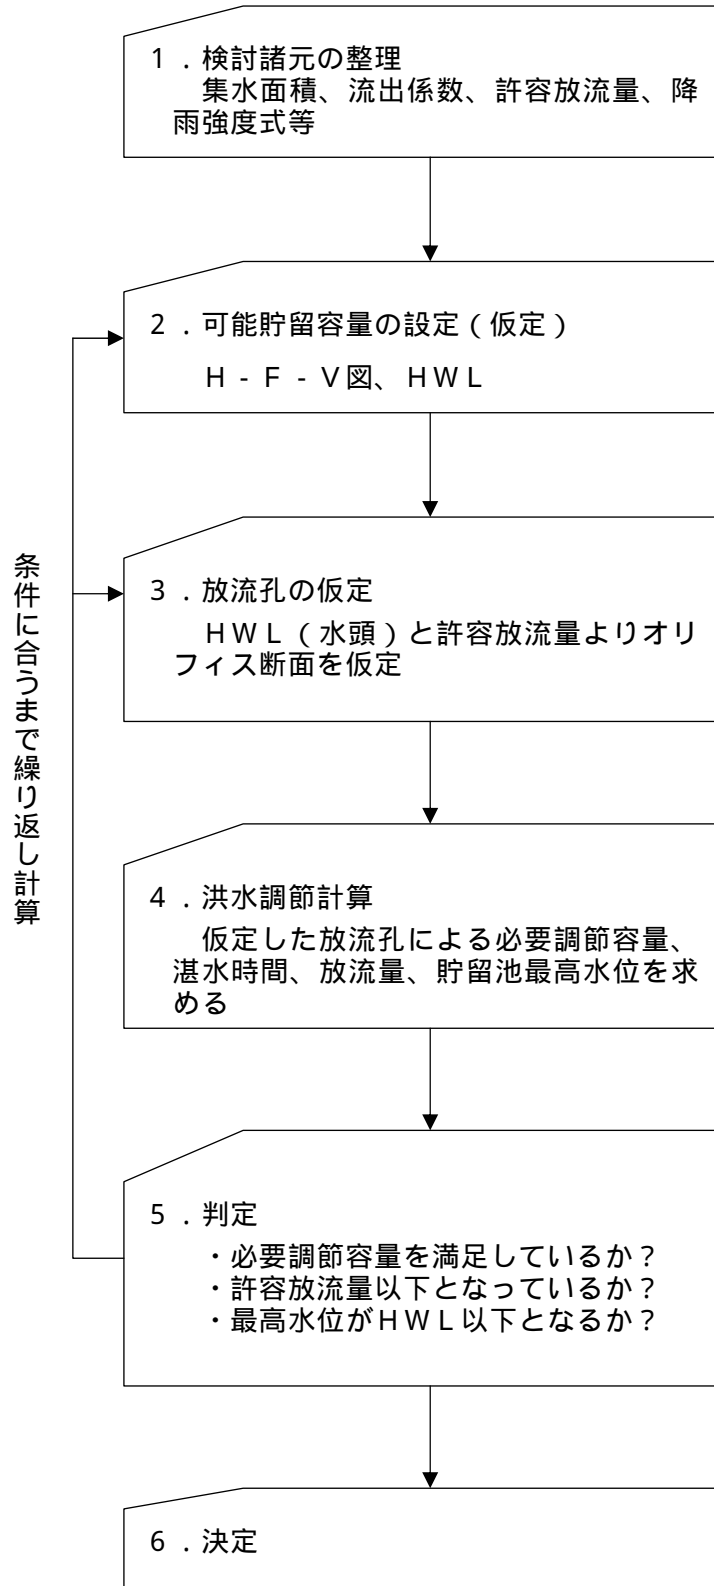 1．検討諸元の整理
集水面積、流出係数、許容放流量、降
雨強度式等
2．可能貯留容量の設定（仮定）
Ｈ‐Ｆ‐Ｖ図、ＨＷＬ
3．放流孔の仮定
ＨＷＬ（水頭）と許容放流量よりオリ
フィス断面を仮定
条件に合うまで繰り返し計算
4．洪水調節計算
仮定した放流孔による必要調節容量、
湛水時間、放流量、貯留池最高水位を求
める
5．判定
・必要調節容量を満足しているか？
・許容放流量以下となっているか？
・最高水位がＨＷＬ以下となるか？
6．決定